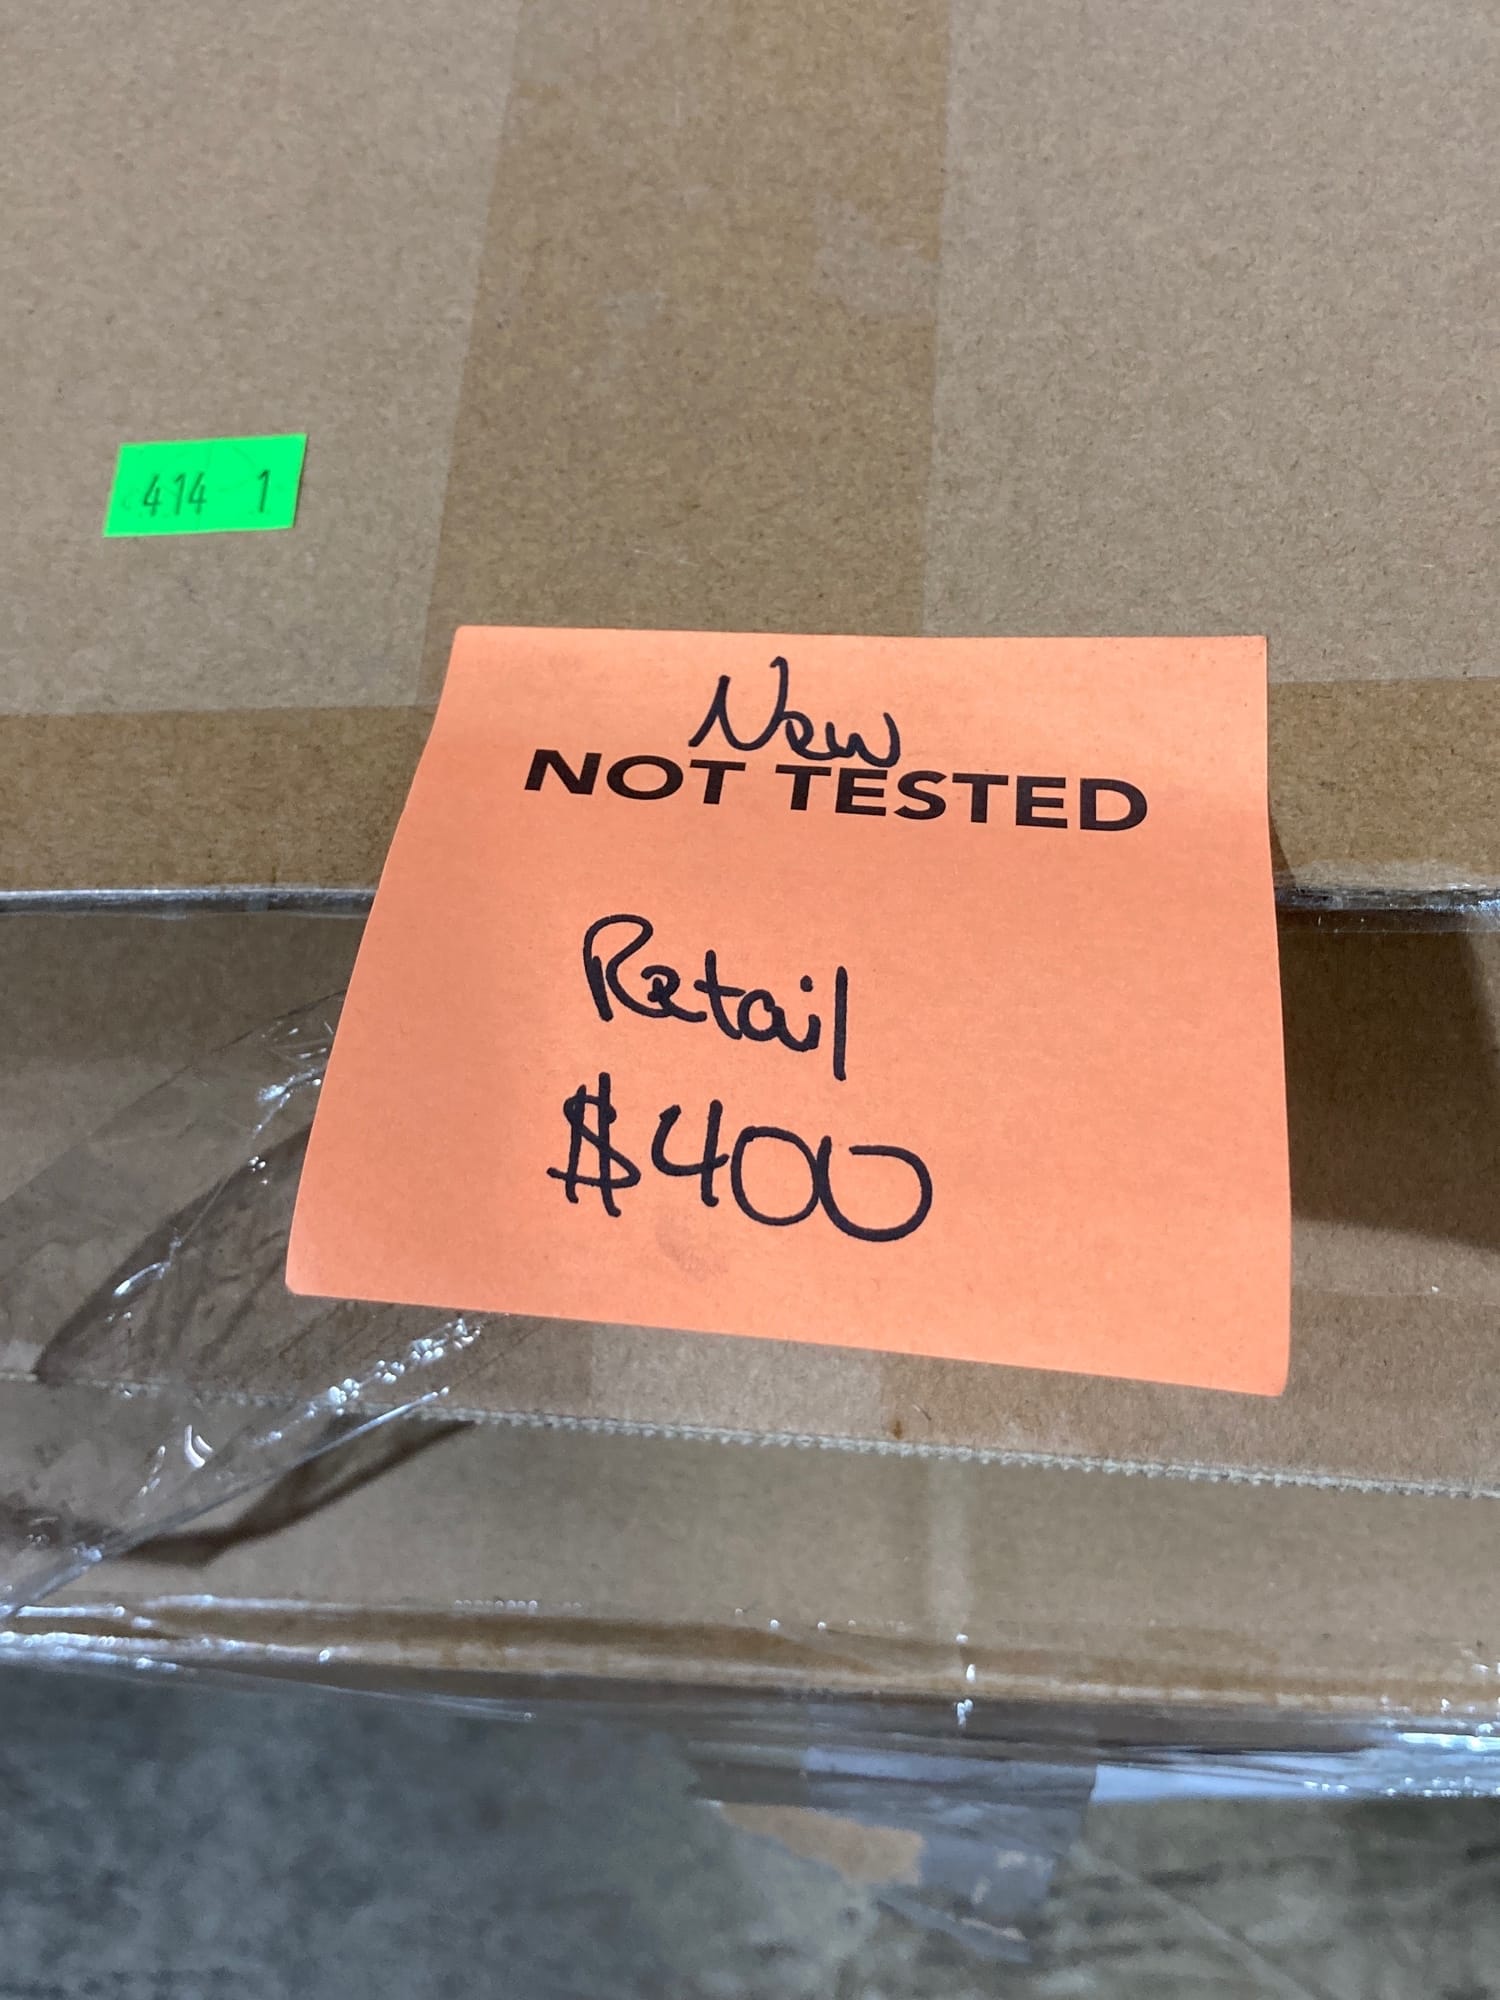 414 1
New
NOT TESTED
Retail
$400